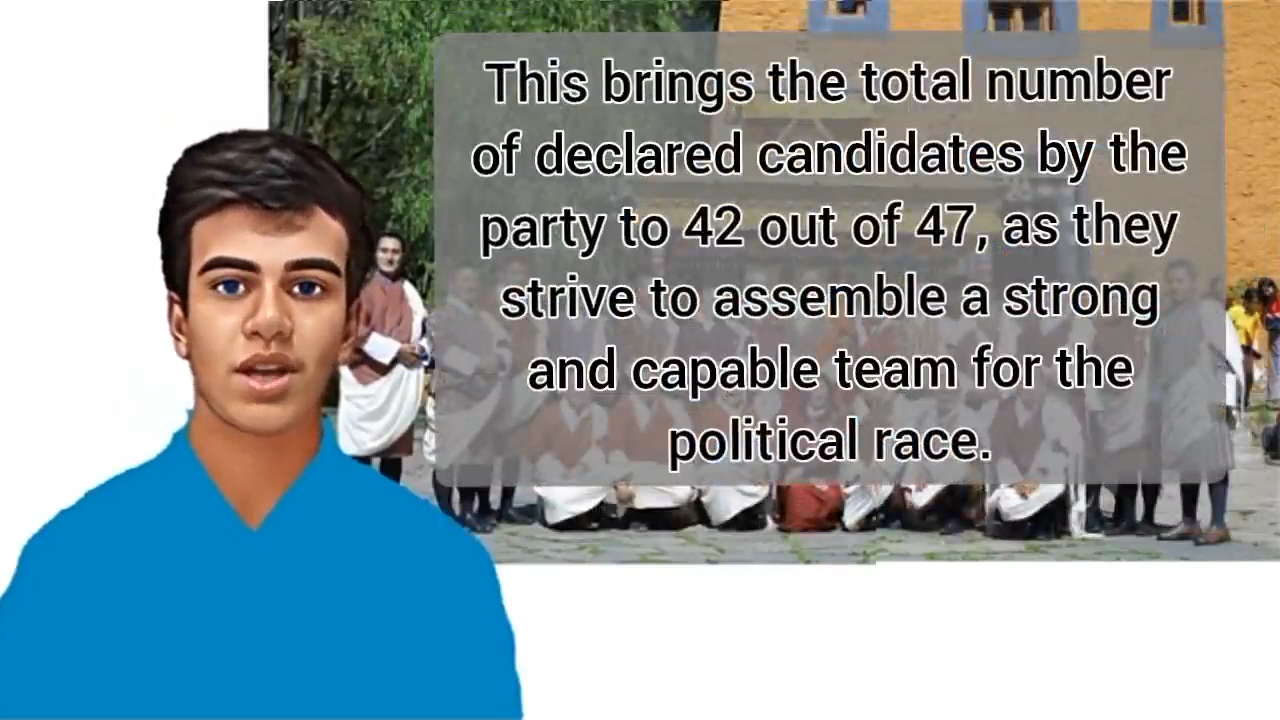 This brings the total number
of declared candidates by the
party to 42 out of 47, as they
strive to assemble a strong
and capable team for the
political race.